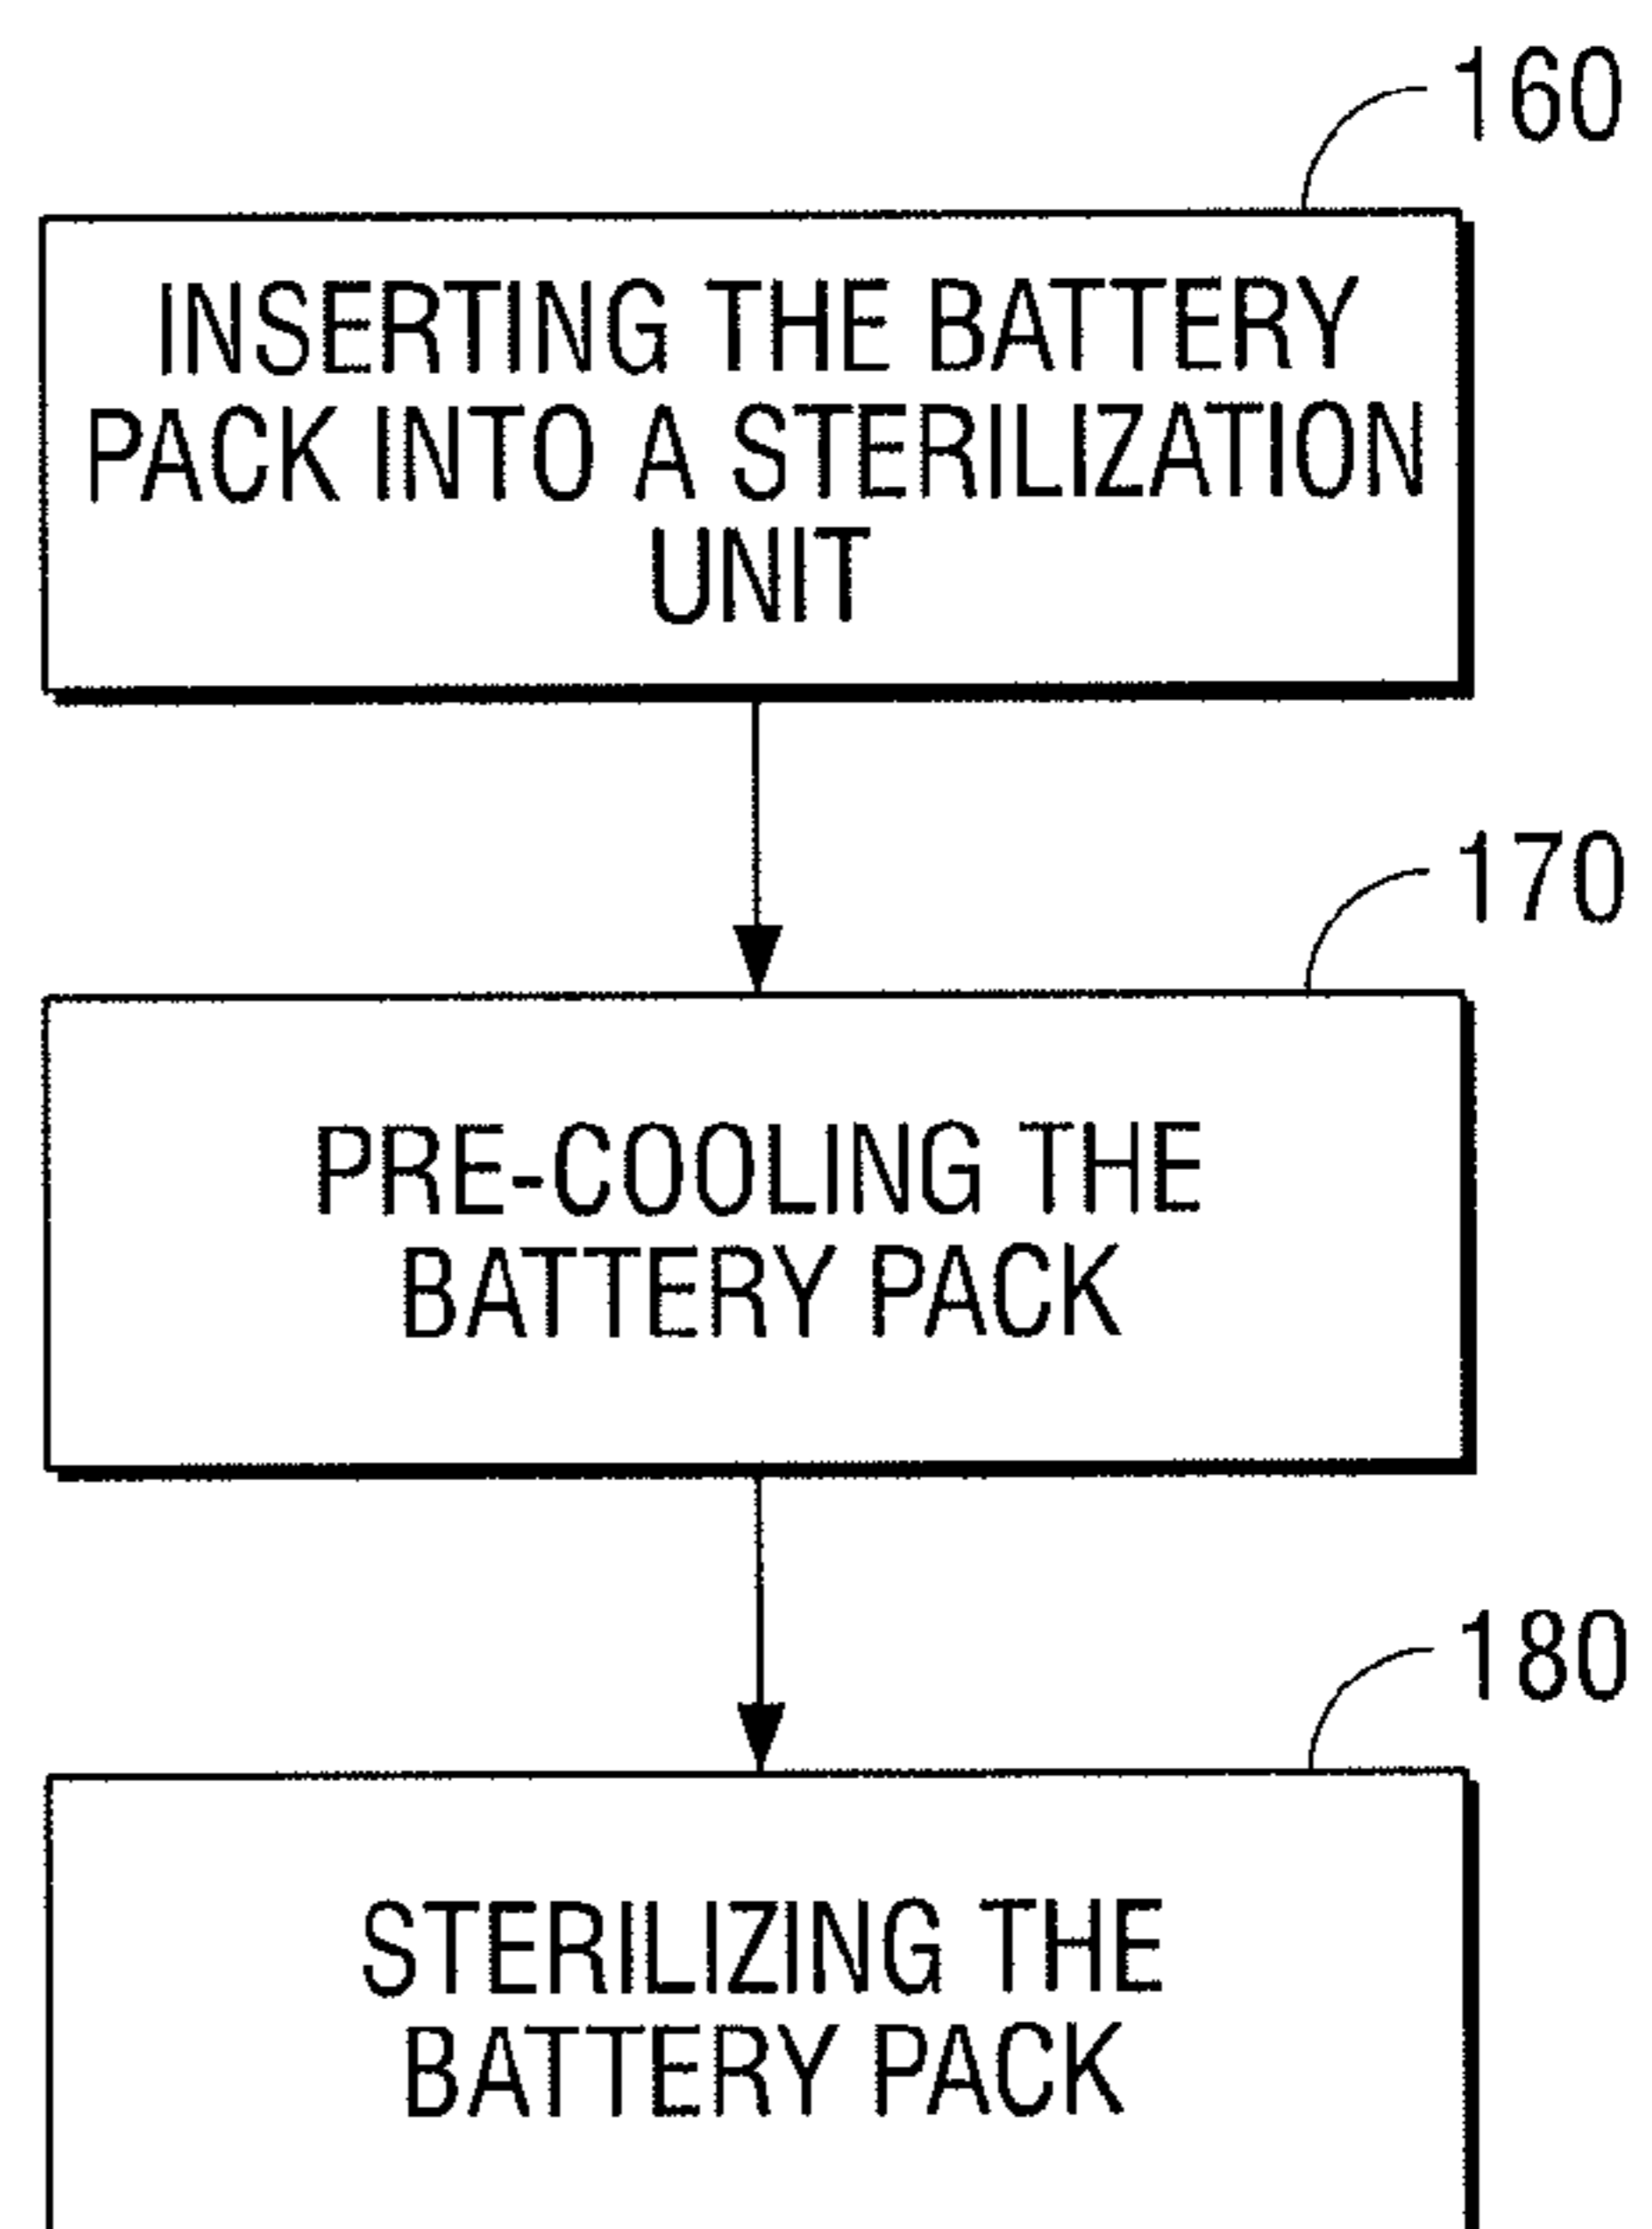 160
INSERTING THE BATTERY
PACK INTO A STERILIZATION
UNIT
170
PRE-COOLING THE
BATTERY PACK
180
STERILIZING THE
BATTERY PACK